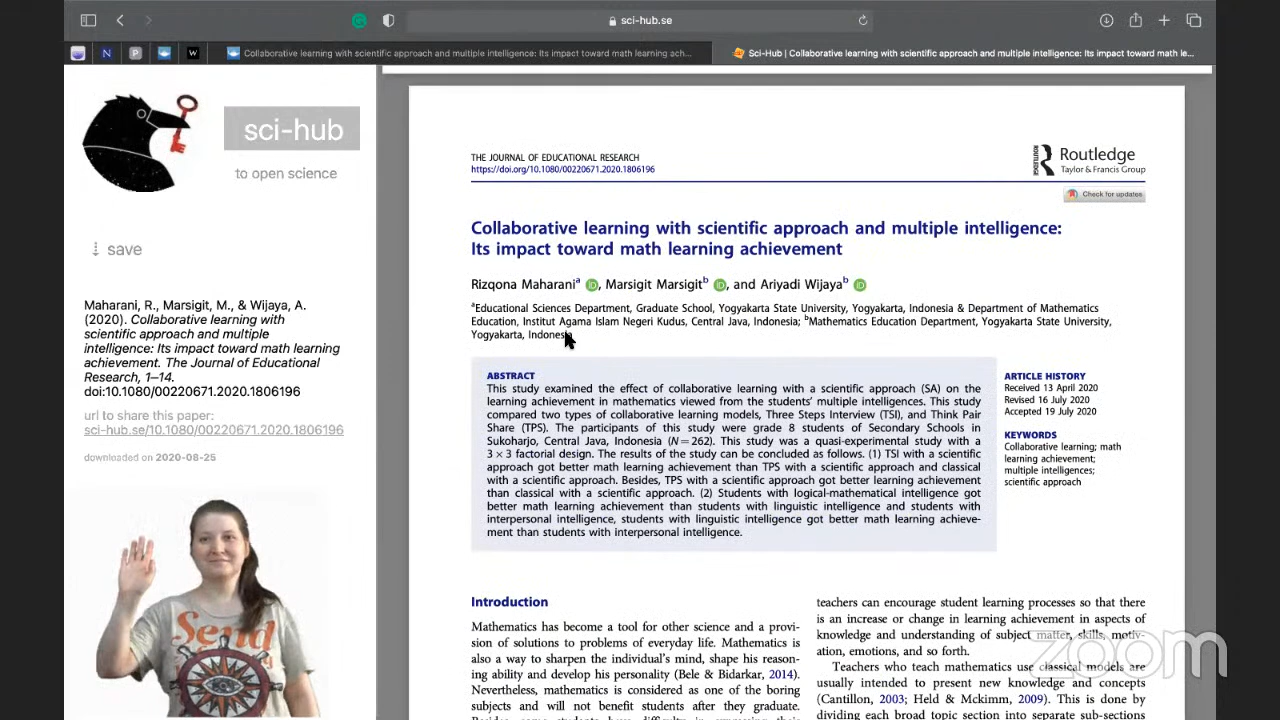 sci-hub.se
N
P
W
Collaborative learning with scientific approach and multiple intelligence: Its impact toward math learning ach...
Sci-Hub | Collaborative learning with scientific approach and multiple intelligence: Its impact toward math le...
sci-hub
to open science
⇣ save
Maharani, R., Marsigit, M., & Wijaya, A.
(2020). Collaborative learning with
scientific approach and multiple
intelligence: Its impact toward math learning
achievement. The Journal of Educational
Research, 1–14.
doi:10.1080/00220671.2020.1806196
url to share this paper:
sci-hub.se/10.1080/00220671.2020.1806196
downloaded on 2020-08-25
Send
THE JOURNAL OF EDUCATIONAL RESEARCH
https://doi.org/10.1080/00220671.2020.1806196
ROUTLEDGE
Routledge
Taylor & Francis Group
Check for updates
Collaborative learning with scientific approach and multiple intelligence:
Its impact toward math learning achievement
Rizqona Maharaniᵃ iD, Marsigit Marsigitᵇ iD, and Ariyadi Wijayaᵇ iD
ᵃEducational Sciences Department, Graduate School, Yogyakarta State University, Yogyakarta, Indonesia & Department of Mathematics
Education, Institut Agama Islam Negeri Kudus, Central Java, Indonesia; ᵇMathematics Education Department, Yogyakarta State University,
Yogyakarta, Indonesia
ABSTRACT
This study examined the effect of collaborative learning with a scientific approach (SA) on the
learning achievement in mathematics viewed from the students' multiple intelligences. This study
compared two types of collaborative learning models, Three Steps Interview (TSI), and Think Pair
Share (TPS). The participants of this study were grade 8 students of Secondary Schools in
Sukoharjo, Central Java, Indonesia (N = 262). This study was a quasi-experimental study with a
3 × 3 factorial design. The results of the study can be concluded as follows. (1) TSI with a scientific
approach got better math learning achievement than TPS with a scientific approach and classical
with a scientific approach. Besides, TPS with a scientific approach got better learning achievement
than classical with a scientific approach. (2) Students with logical-mathematical intelligence got
better math learning achievement than students with linguistic intelligence and students with
interpersonal intelligence, students with linguistic intelligence got better math learning achieve-
ment than students with interpersonal intelligence.
ARTICLE HISTORY
Received 13 April 2020
Revised 16 July 2020
Accepted 19 July 2020
KEYWORDS
Collaborative learning; math
learning achievement;
multiple intelligences;
scientific approach
Introduction
Mathematics has become a tool for other science and a provi-
sion of solutions to problems of everyday life. Mathematics is
also a way to sharpen the individual's mind, shape his reason-
ing ability and develop his personality (Bele & Bidarkar, 2014).
Nevertheless, mathematics is considered as one of the boring
subjects and will not benefit students after they graduate.
teachers can encourage student learning processes so that there
is an increase or change in learning achievement in aspects of
knowledge and understanding of subject matter, skills, motiv-
ation, emotions, and so forth.
Teachers who teach mathematics use classical models are
usually intended to present new knowledge and concepts
(Cantillon, 2003; Held & Mckimm, 2009). This is done by
dividing each broad topic section into separate sub-sections
zoom